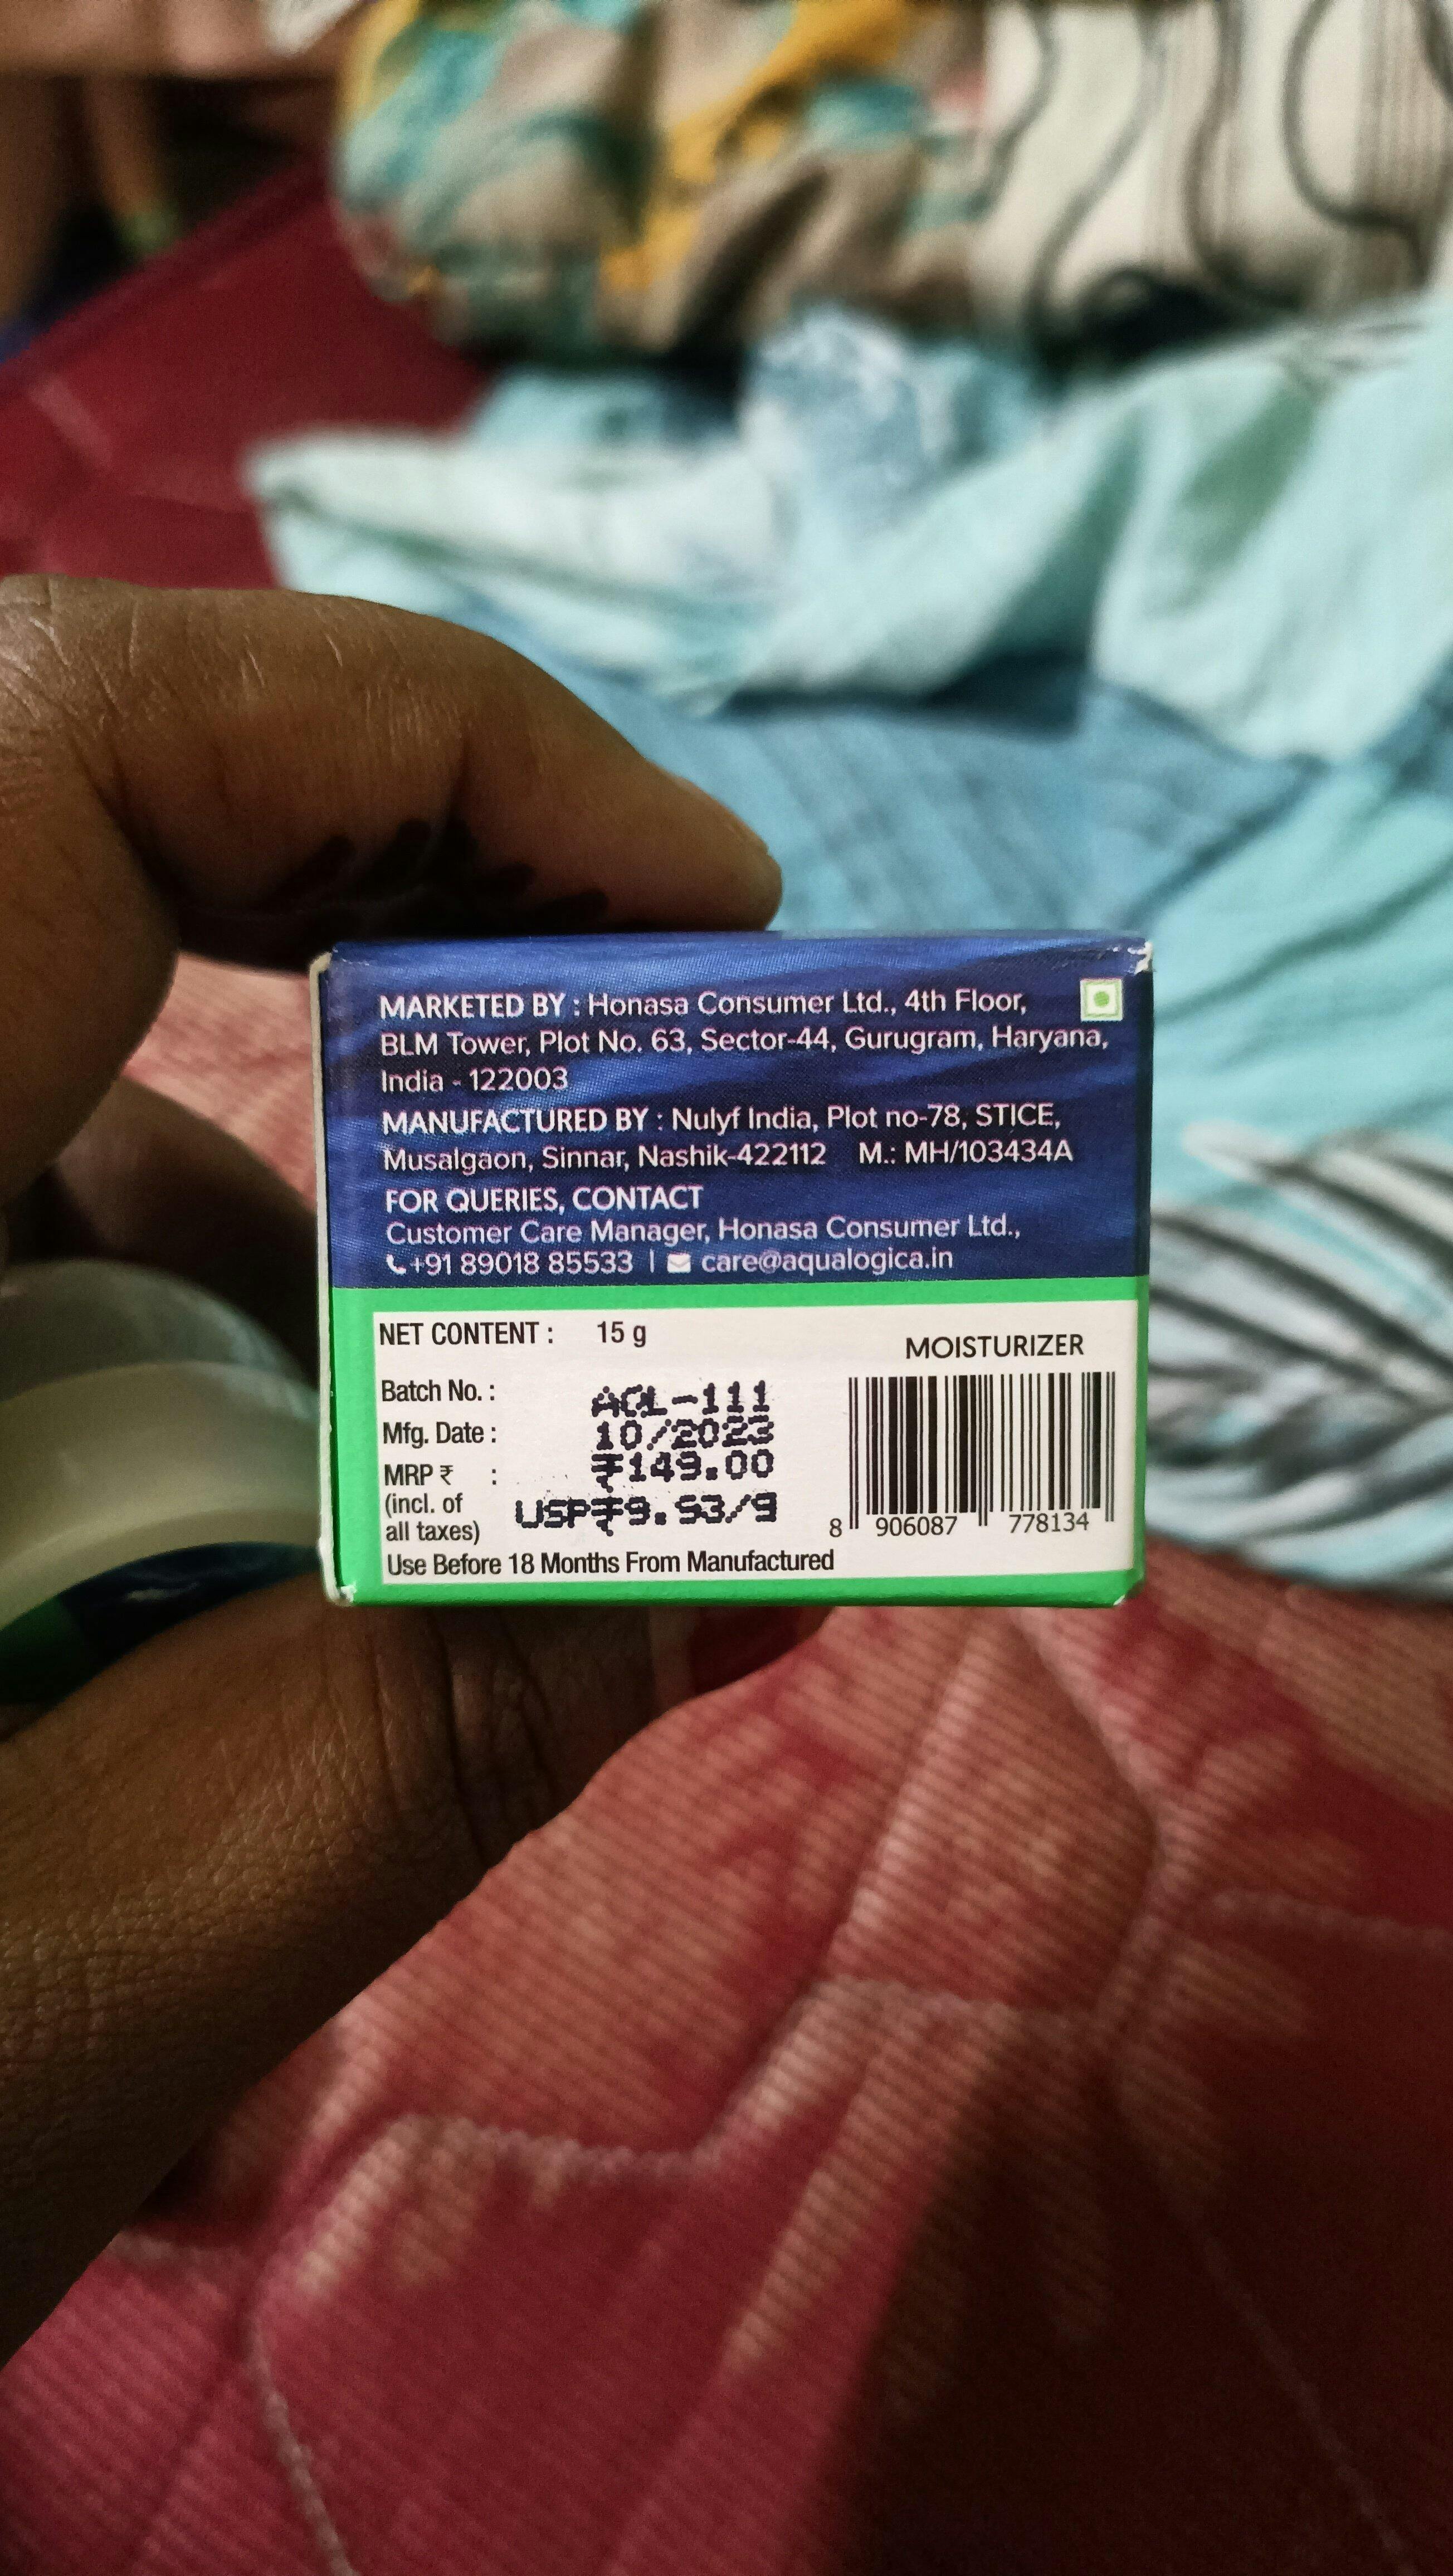 MARKETED BY : Honasa Consumer Ltd., 4th Floor,
BLM Tower, Plot No. 63, Sector-44, Gurugram, Haryana,
India - 122003
MANUFACTURED BY : Nulyf India, Plot no-78, STICE,
Musalgaon, Sinnar, Nashik-422112 M.: MH/103434A
FOR QUERIES, CONTACT
Customer Care Manager, Honasa Consumer Ltd.,
+91 89018 85533 | care@aqualogica.in
NET CONTENT : 15 g
MOISTURIZER
Batch No. : AQL-111
Mfg. Date : 10/2023
MRP ₹ : ₹149.00
(incl. of
all taxes) USP₹9.93/g
8 906087 778134
Use Before 18 Months From Manufactured